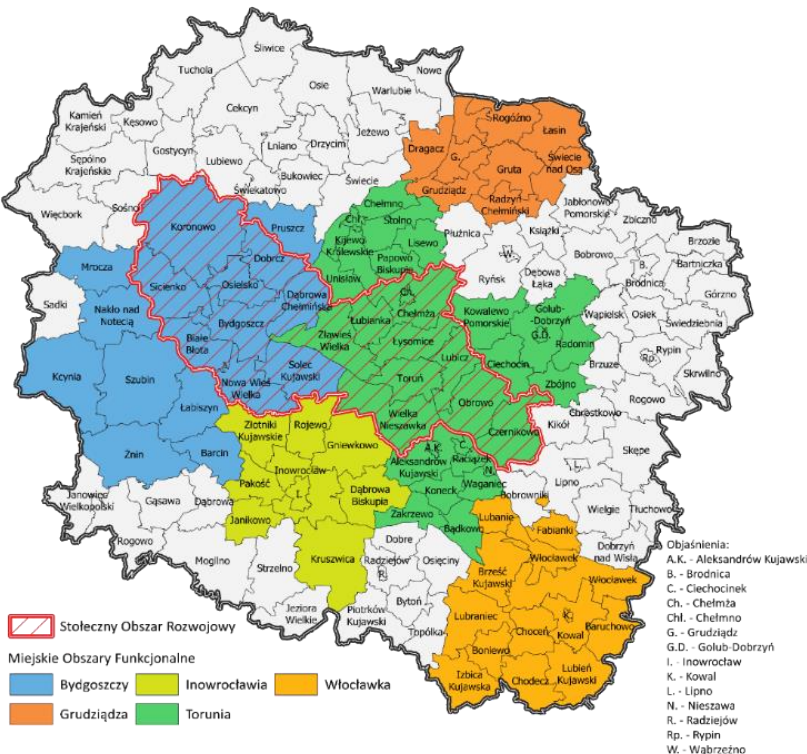 Śliwice
Tuchola
Osie
Nowe
Warlubie
Cekcyn
Kamień
Krajeński
Kęsowo
Rogóźno
Łasin
Lniano
Drzycim
Jeżewo
Dragacz
G.
Gostycyn
Sępólno
Krajeńskie
Lubiewo
Bukowiec
Gruta
Świecie
nad Osą
Świekatowo
Świecie
Grudziądz
Radzyń
Chełmiński
Więcbork
Sośno
Koronowo
Pruszcz
Chełmno
Chł.
Stolno
Jabłonowo
Pomorskie
Zbiczno
Płużnica
Książki
Kijewo
Królewskie
Lisewo
W.
Bobrowo
Brzozie
Mrocza
Dobrcz
Papowo
Biskupie
Unisław
Ryńsk
Dębowa
Łąka
B.
Brodnica
Bartniczka
Sadki
Sicienko
Osielsko
Dąbrowa
Chełmińska
Ch.
Chełmża
Górzno
Nakło nad
Notecią
Łubianka
Kowalewo
Pomorskie
Golub-
Dobrzyń
G.D.
Wąpielsk
Osiek
Świedziebnia
Bydgoszcz
Zławieś
Wielka
Łysomice
Radomin
Białe
Błota
Lubicz
Ciechocin
Rp.
Rypin
Kcynia
Szubin
Solec
Kujawski
Toruń
Zbójno
Brzuze
Skrwilno
Nowa Wieś
Wielka
Obrowo
Rogowo
Łabiszyn
Wielka
Nieszawka
Czernikowo
Chrostkowo
Złotniki
Kujawskie
Rojewo
Kikół
Gniewkowo
A.K.
C.
Skępe
Żnin
Barcin
Inowrocław
Aleksandrów
Kujawski
Raciążek
N.
L.
Lipno
Pakość
I.
Waganiec
Janowiec
Wielkopolski
Gąsawa
Dąbrowa
Dąbrowa
Biskupia
Koneck
Bobrowniki
Wielgie
Tłuchowo
Janikowo
Zakrzewo
Lubanie
Rogowo
Bądkowo
Fabianki
Dobrzyń
nad Wisłą
Mogilno
Kruszwica
Dobre
Włocławek
Strzelno
Radziejów
Osięciny
R.
Brześć
Kujawski
Włocławek
Jeziora
Wielkie
Piotrków
Kujawski
Bytoń
Lubraniec
K.
Baruchowo
Topólka
Choceń
Kowal
Boniewo
Izbica
Kujawska
Chodecz
Lubień
Kujawski
Objaśnienia:
A.K. - Aleksandrów Kujawski
B. - Brodnica
C. - Ciechocinek
Ch. - Chełmża
Chł. - Chełmno
G. - Grudziądz
G.D. - Golub-Dobrzyń
I. - Inowrocław
K. - Kowal
L. - Lipno
N. - Nieszawa
R. - Radziejów
Rp. - Rypin
W. - Wąbrzeźno
Stołeczny Obszar Rozwojowy
Miejskie Obszary Funkcjonalne
Bydgoszczy
Inowrocławia
Włocławka
Grudziądza
Torunia